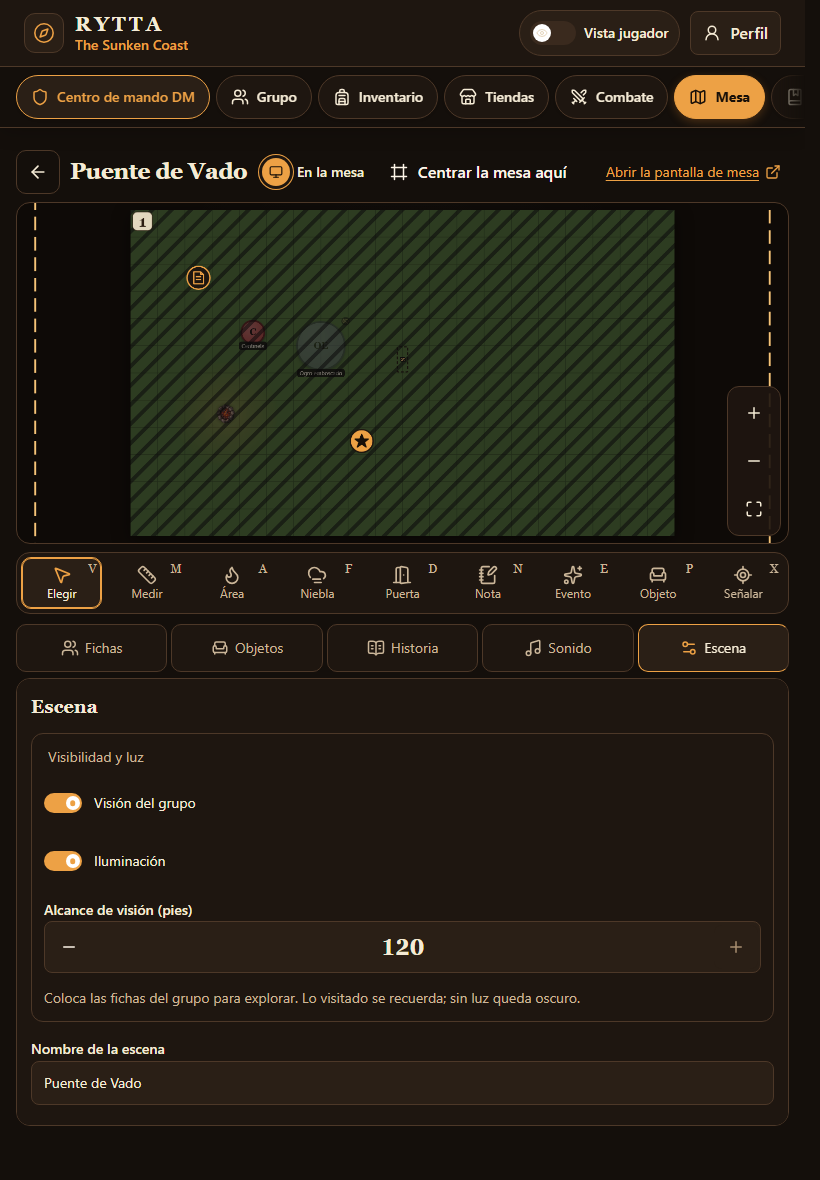 RYTTA
The Sunken Coast
Vista jugador
Perfil
Centro de mando DM
Grupo
Inventario
Tiendas
Combate
Mesa
Puente de Vado
En la mesa
Centrar la mesa aquí
Abrir la pantalla de mesa
1
Elegir V
Medir M
Área A
Niebla F
Puerta D
Nota N
Evento E
Objeto P
Señalar X
Fichas
Objetos
Historia
Sonido
Escena
Escena
Visibilidad y luz
Visión del grupo
Iluminación
Alcance de visión (pies)
− 120 +
Coloca las fichas del grupo para explorar. Lo visitado se recuerda; sin luz queda oscuro.
Nombre de la escena
Puente de Vado